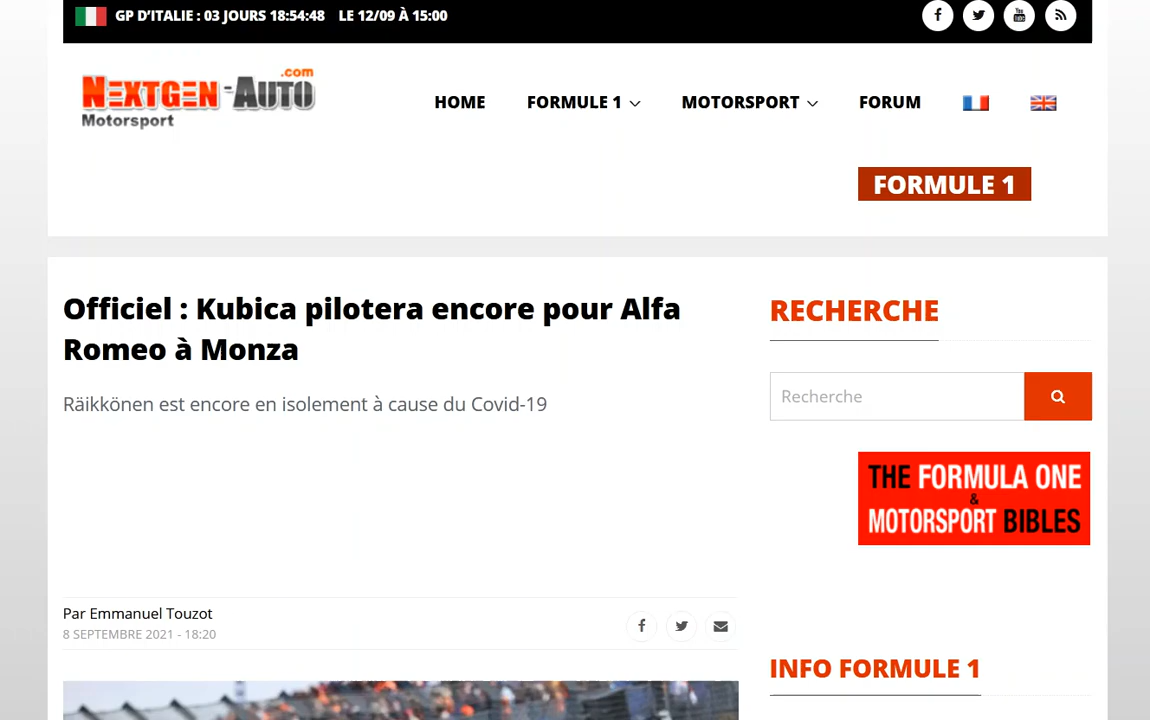 GP D’ITALIE : 03 JOURS 18:54:48 LE 12/09 À 15:00
You Tube
NEXTGEN-AUTO.com
Motorsport
HOME FORMULE 1 MOTORSPORT FORUM
FORMULE 1
Officiel : Kubica pilotera encore pour Alfa
Romeo à Monza
Räikkönen est encore en isolement à cause du Covid-19
Par Emmanuel Touzot
8 SEPTEMBRE 2021 - 18:20
RECHERCHE
Recherche
THE FORMULA ONE
&
MOTORSPORT BIBLES
INFO FORMULE 1